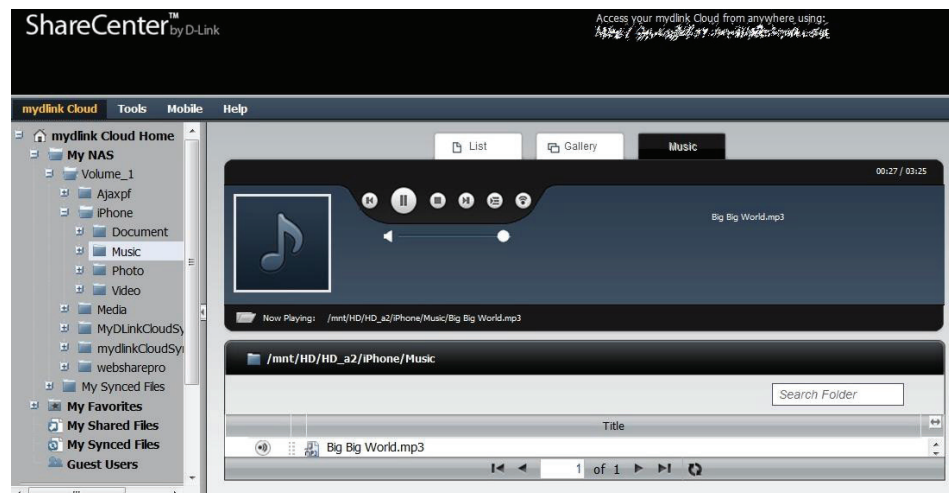 ShareCenter™ by D-Link
Access your mydlink Cloud from anywhere using:
mydlink Cloud Tools Mobile Help
mydlink Cloud Home
My NAS
Volume_1
Ajaxpf
iPhone
Document
Music
Photo
Video
Media
MyDLinkCloudSy
mydlinkCloudSyn
websharepro
My Synced Files
My Favorites
My Shared Files
My Synced Files
Guest Users
List Gallery Music
00:27 / 03:25
Big Big World.mp3
Now Playing: /mnt/HD/HD_a2/iPhone/Music/Big Big World.mp3
/mnt/HD/HD_a2/iPhone/Music
Search Folder
Title
Big Big World.mp3
1 of 1